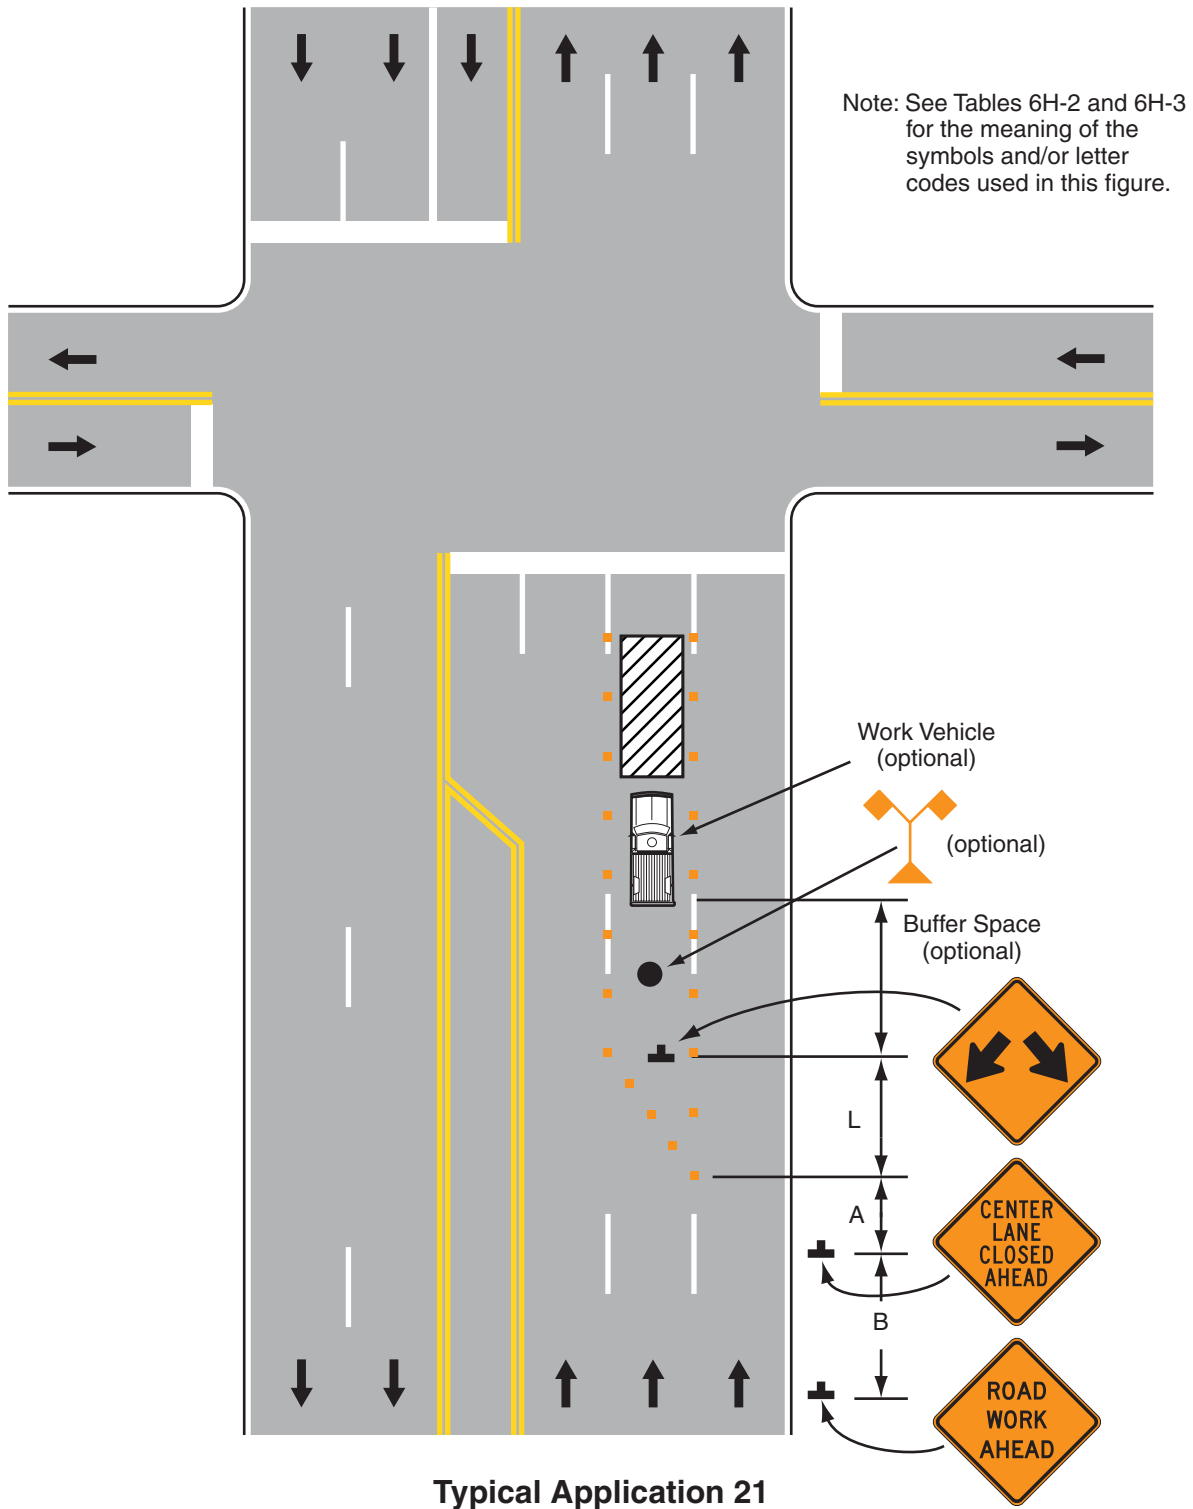 Note: See Tables 6H-2 and 6H-3
for the meaning of the
symbols and/or letter
codes used in this figure.
Work Vehicle
(optional)
(optional)
Buffer Space
(optional)
L
A
CENTER
LANE
CLOSED
AHEAD
B
ROAD
WORK
AHEAD
Typical Application 21